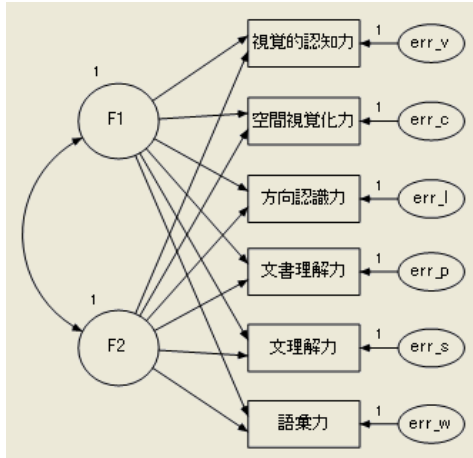 視覚的認知力
1
err_v
1
F1
空間視覚化力
1
err_c
方向認識力
1
err_l
文書理解力
1
err_p
1
F2
文理解力
1
err_s
語彙力
1
err_w